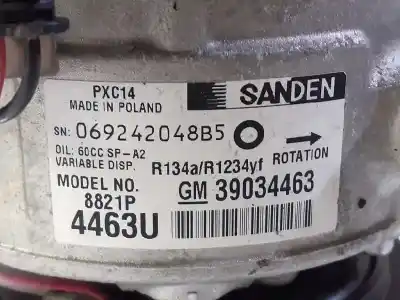 PXC14
MADE IN POLAND
SANDEN
SN: 069242048B5
OIL: 60CC SP-A2
VARIABLE DISP.
R134a/R1234yf
ROTATION
MODEL NO.
8821P
GM 39034463
4463U